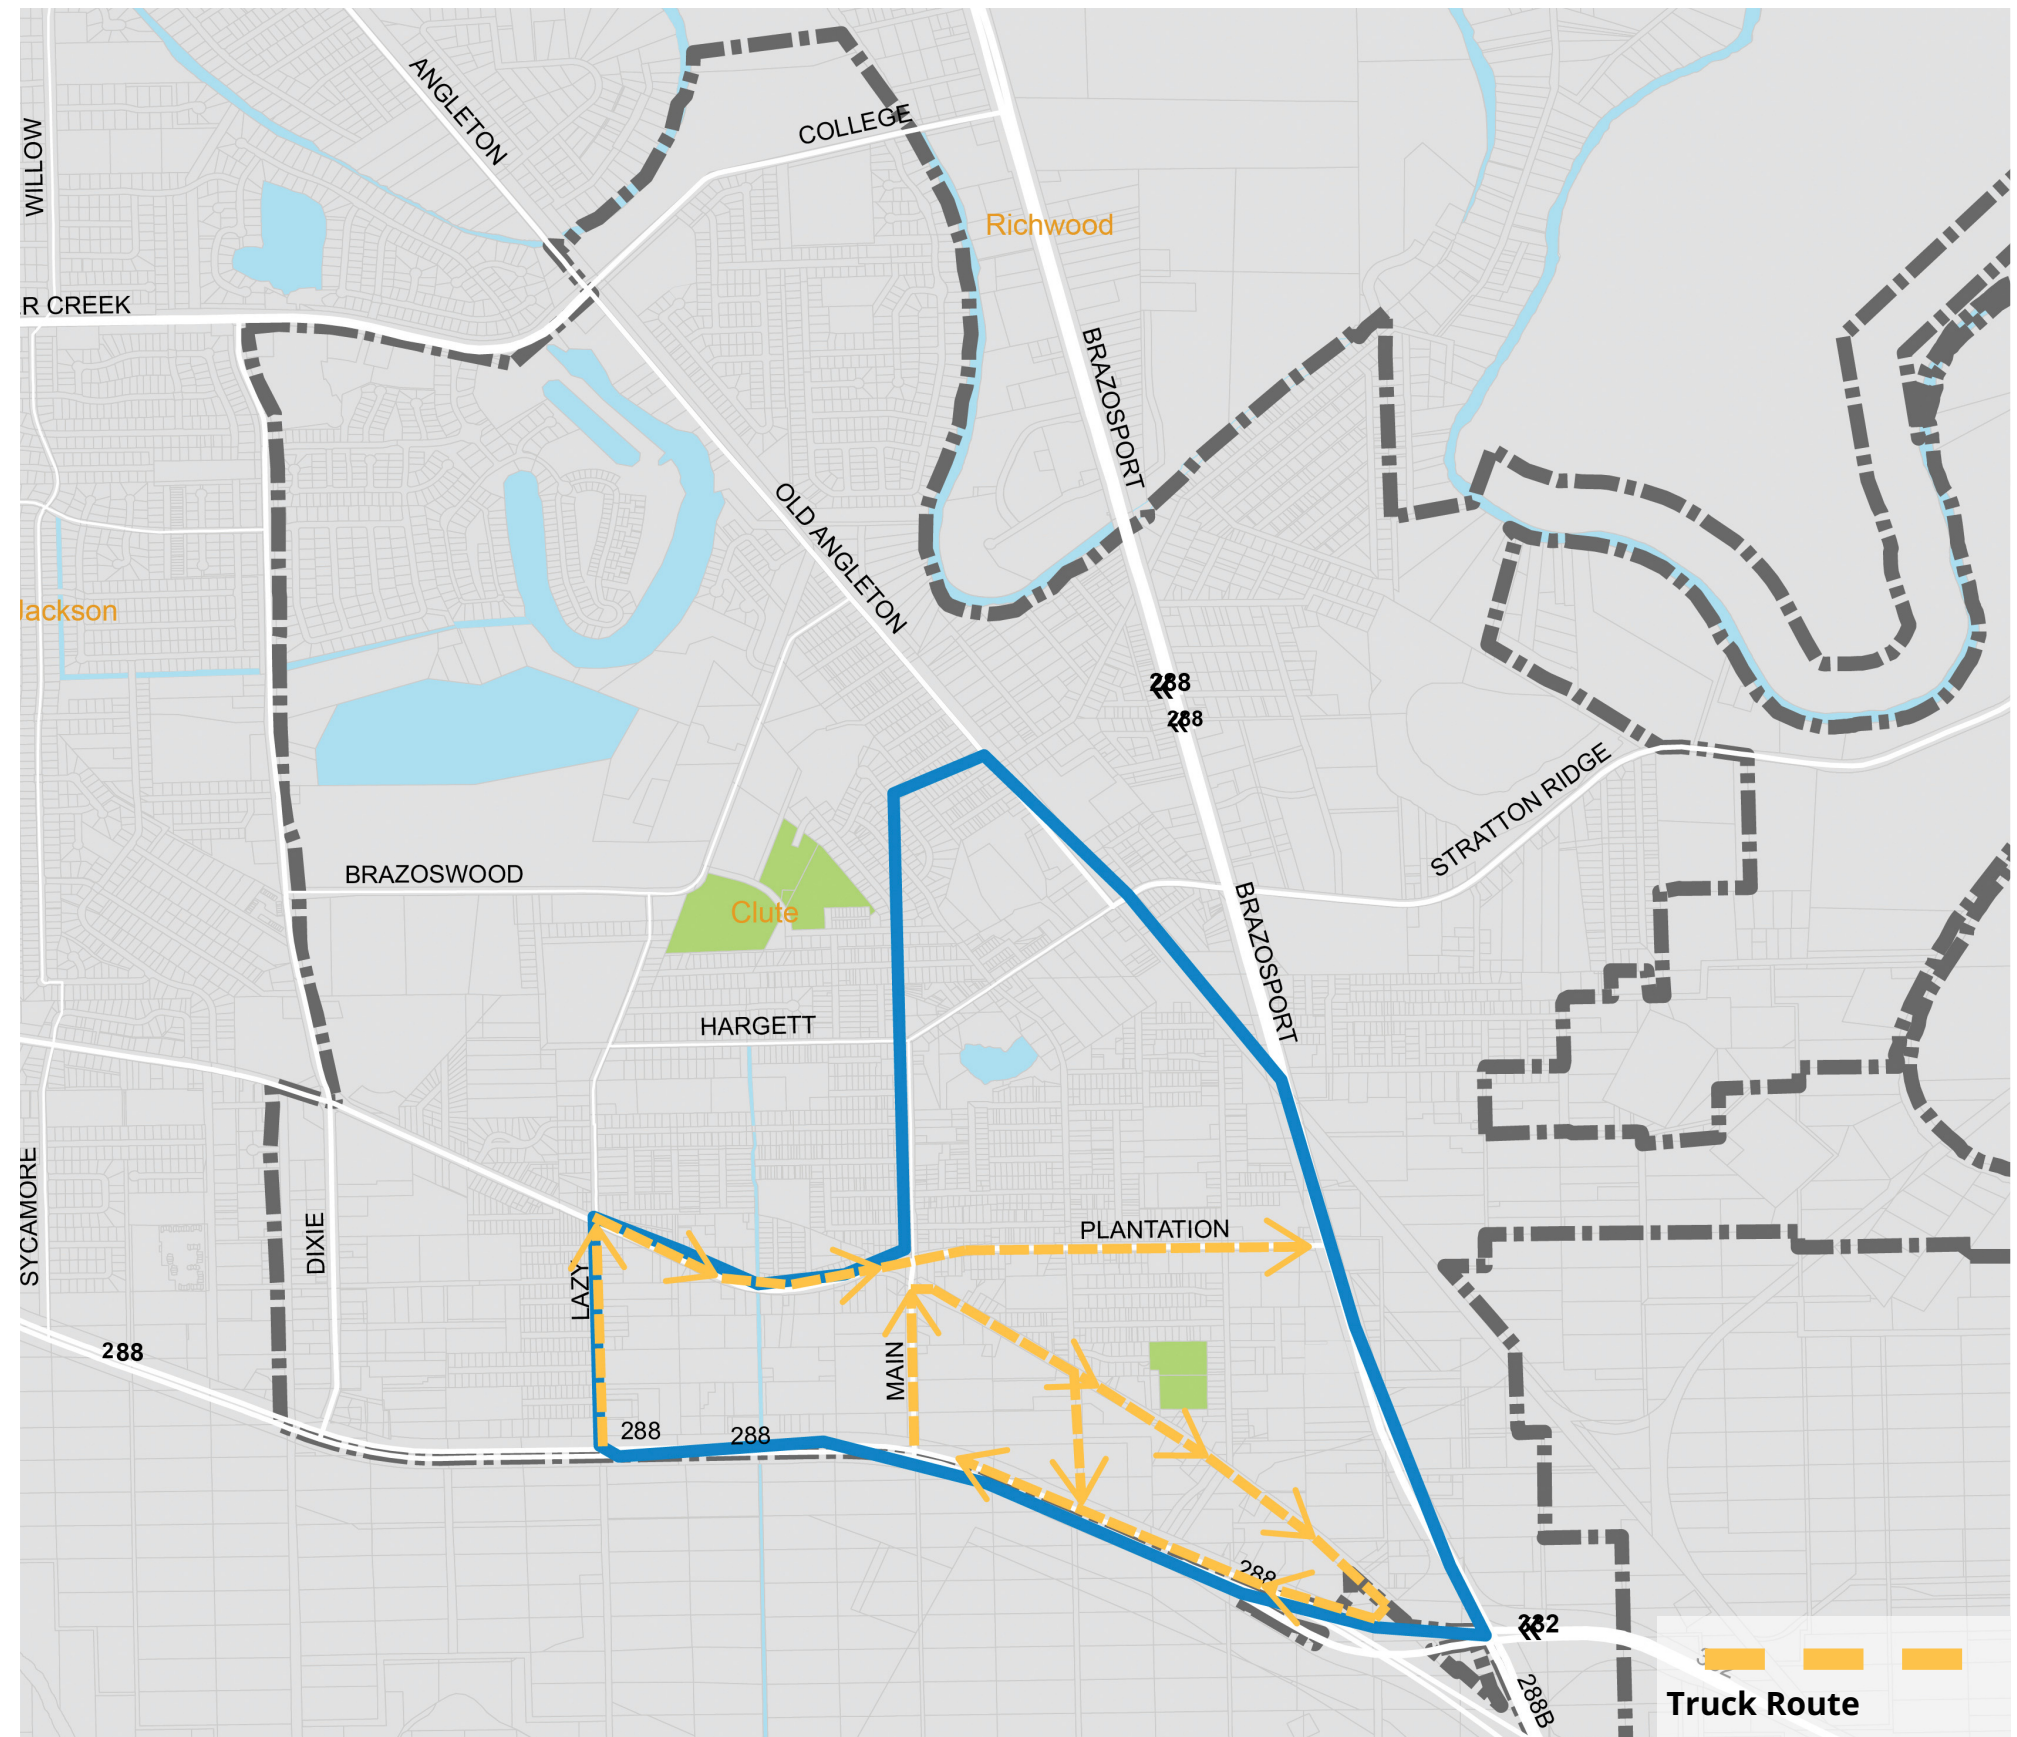 ANGLETON
COLLEGE
WILLOW
Richwood
R CREEK
BRAZOSPORT
OLD ANGLETON
Jackson
288
288
STRATTON RIDGE
BRAZOSWOOD
Clute
BRAZOSPORT
HARGETT
SYCAMORE
DIXIE
PLANTATION
LAZY
288
MAIN
288
288
288
288B
Truck Route